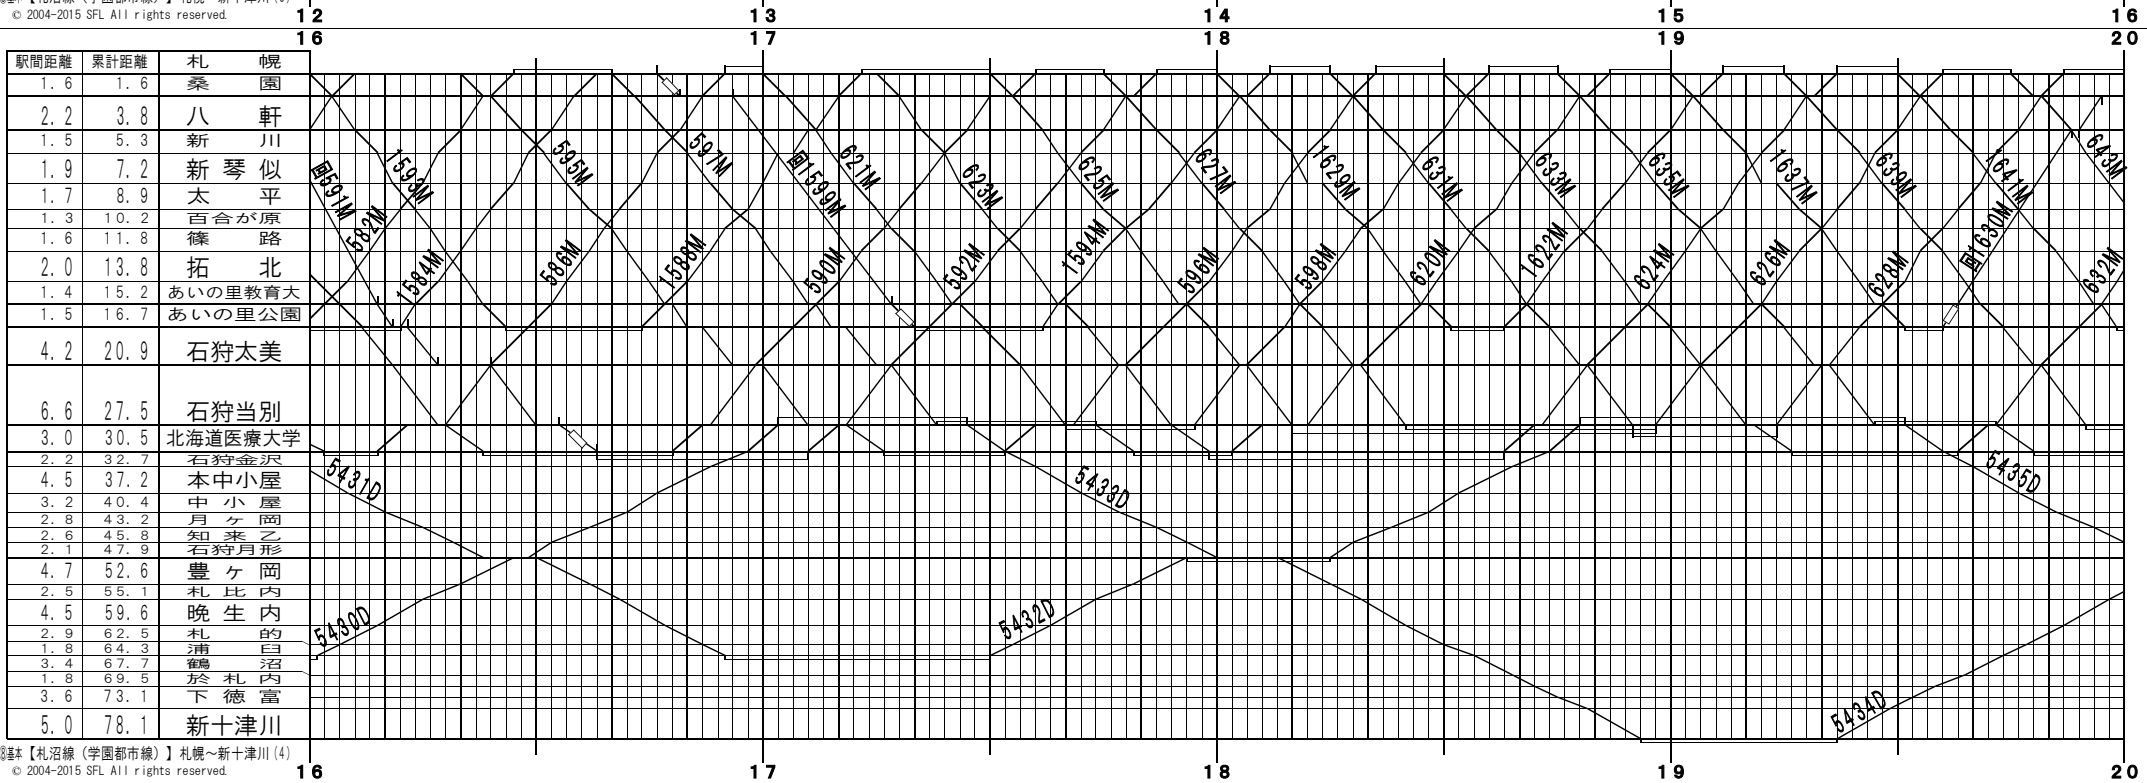 © 2004-2015 SFL All rights reserved.
12 13 14 15 16
16 17 18 19 20
駅間距離 累計距離 札幌
1.6 1.6 桑園
2.2 3.8 八軒
1.5 5.3 新川
1.9 7.2 新琴似
1.7 8.9 太平
1.3 10.2 百合が原
1.6 11.8 篠路
2.0 13.8 拓北
1.4 15.2 あいの里教育大
1.5 16.7 あいの里公園
4.2 20.9 石狩太美
6.6 27.5 石狩当別
3.0 30.5 北海道医療大学
2.2 32.7 石狩金沢
4.5 37.2 本中小屋
3.2 40.4 中小屋
2.8 43.2 月ヶ岡
2.6 45.8 知来乙
2.1 47.9 石狩月形
4.7 52.6 豊ヶ岡
2.5 55.1 札比内
4.5 59.6 晩生内
2.9 62.5 札的
1.8 64.3 浦臼
3.4 67.7 鶴沼
1.8 69.5 於札内
3.6 73.1 下徳富
5.0 78.1 新十津川
回591M
1593M
595M
597M
回1599M
621M
623M
625M
627M
1629M
631M
633M
635M
1637M
639M
1641M
643M
582M
1584M
586M
1588M
590M
592M
1594M
596M
598M
620M
1622M
624M
626M
628M
回1630M
632M
5431D
5433D
5435D
5430D
5432D
5434D
基本【札沼線（学園都市線）】札幌～新十津川(4)
© 2004-2015 SFL All rights reserved.
16 17 18 19 20